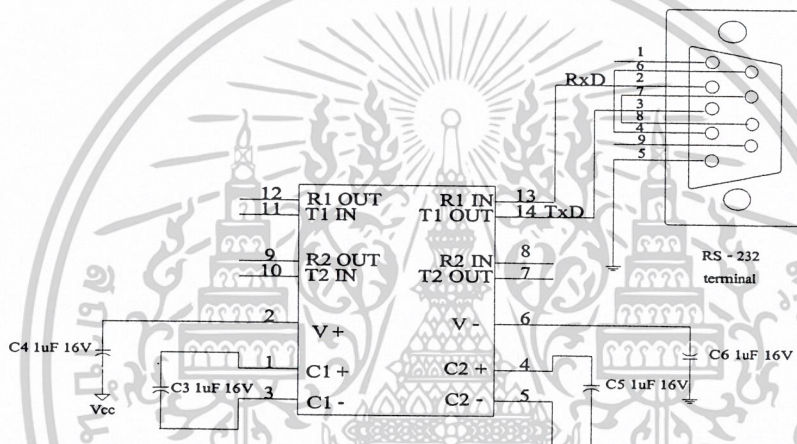 1
6
RxD 2
7
3
8
4
9
5
12 R1 OUT R1 IN 13
11 T1 IN T1 OUT 14 TxD
9 R2 OUT R2 IN 8
10 T2 IN T2 OUT 7
RS - 232
terminal
2 V+ V - 6
C4 1uF 16V
C6 1uF 16V
1 C1 + C2 + 4
C3 1uF 16V
C5 1uF 16V
Vcc
3 C1 - C2 - 5